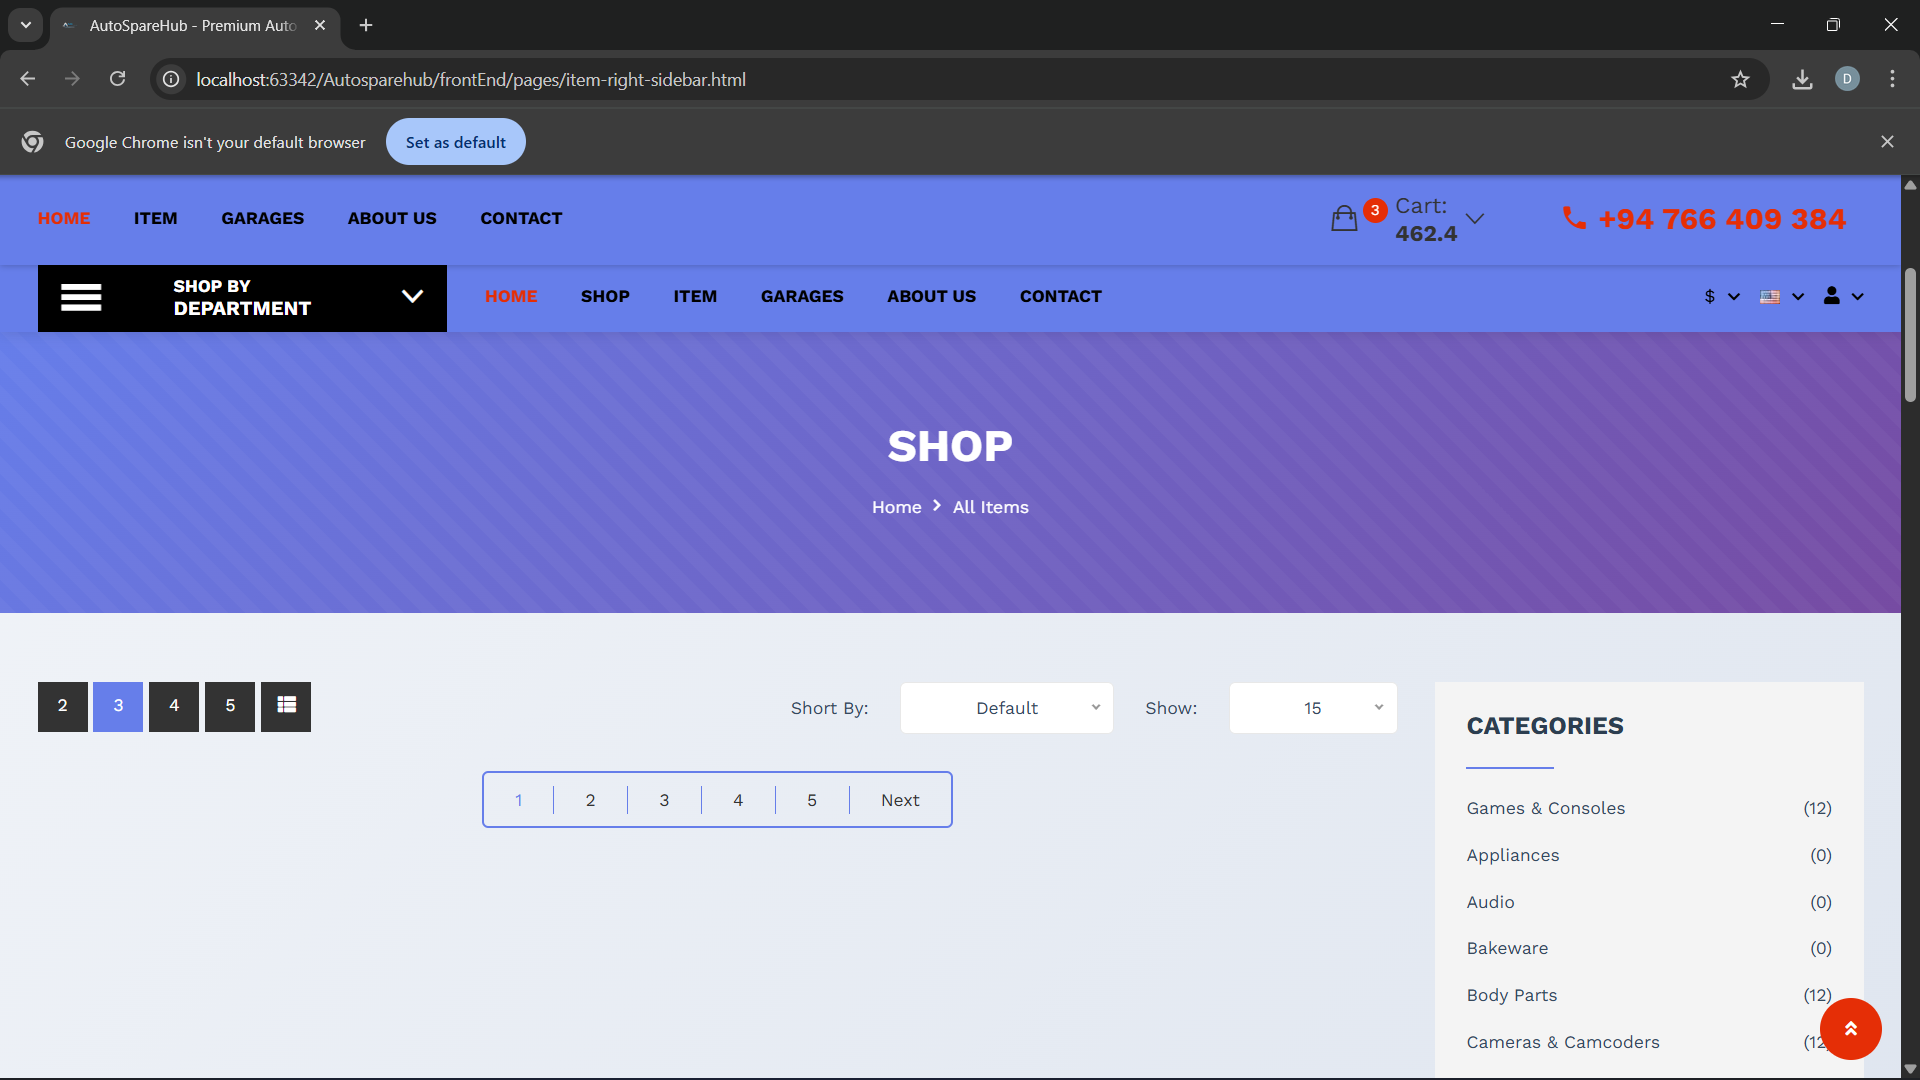 AutoSpareHub - Premium Auto
localhost:63342/Autosparehub/frontEnd/pages/item-right-sidebar.html
D
Google Chrome isn't your default browser
Set as default
HOME ITEM GARAGES ABOUT US CONTACT
3 Cart:
462.4
+94 766 409 384
SHOP BY
DEPARTMENT
HOME SHOP ITEM GARAGES ABOUT US CONTACT
$
SHOP
Home All Items
2 3 4 5
Short By: Default Show: 15
1 2 3 4 5 Next
CATEGORIES
Games & Consoles (12)
Appliances (0)
Audio (0)
Bakeware (0)
Body Parts (12)
Cameras & Camcoders (12